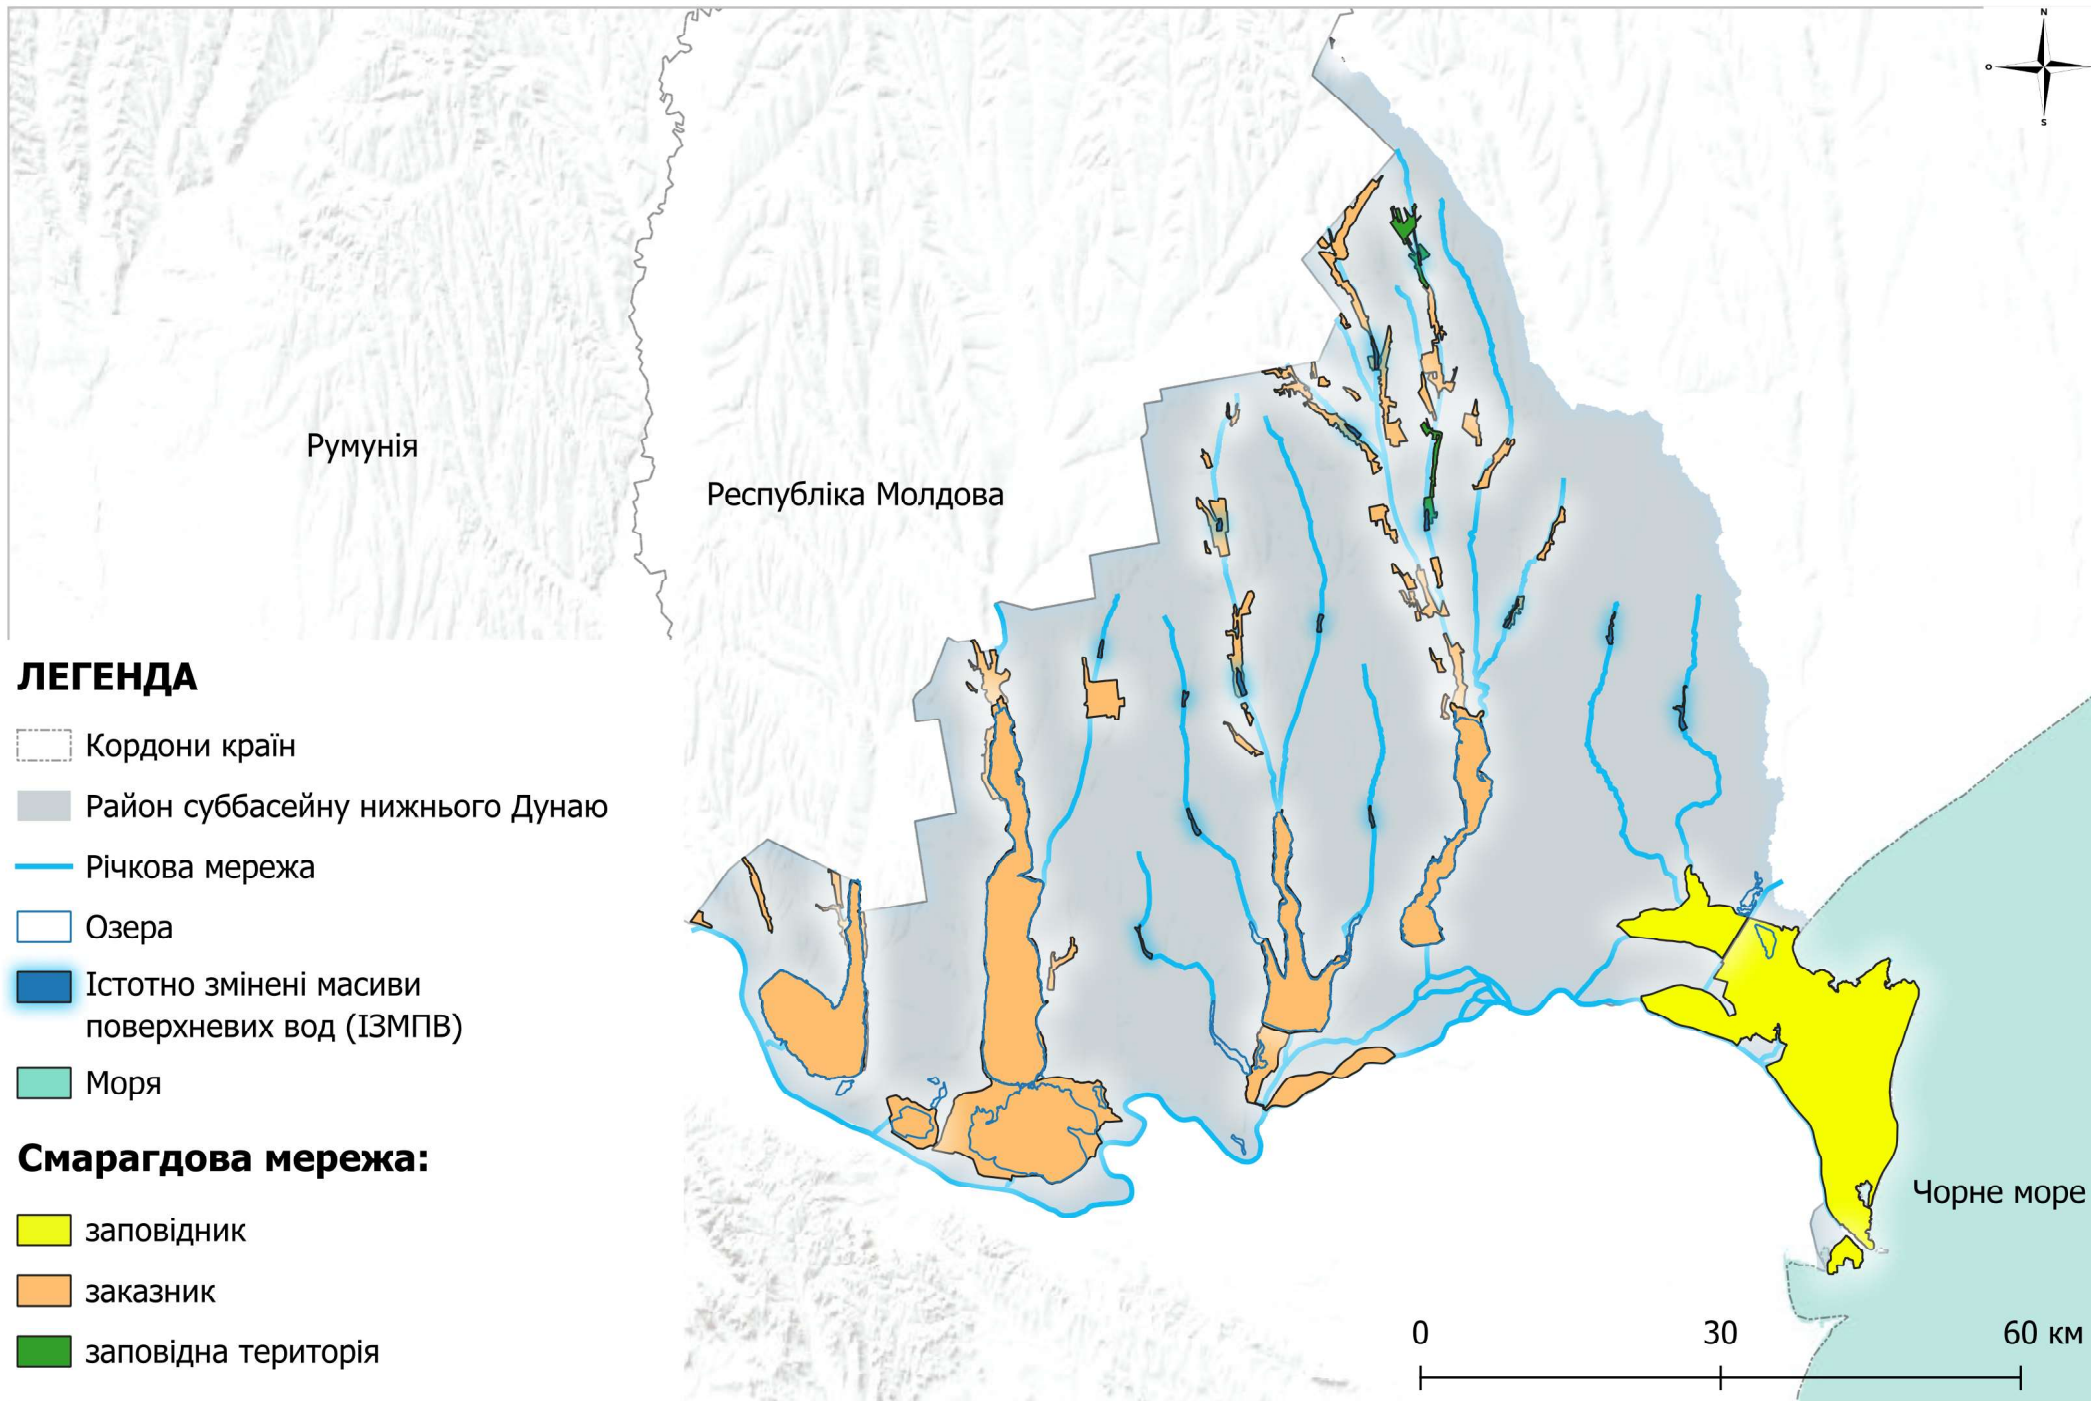 N
O
S
Румунія
Республіка Молдова
ЛЕГЕНДА
Кордони країн
Район суббасейну нижнього Дунаю
Річкова мережа
Озера
Істотно змінені масиви
поверхневих вод (ІЗМПВ)
Моря
Смарагдова мережа:
заповідник
заказник
заповідна територія
Чорне море
0 30 60 км